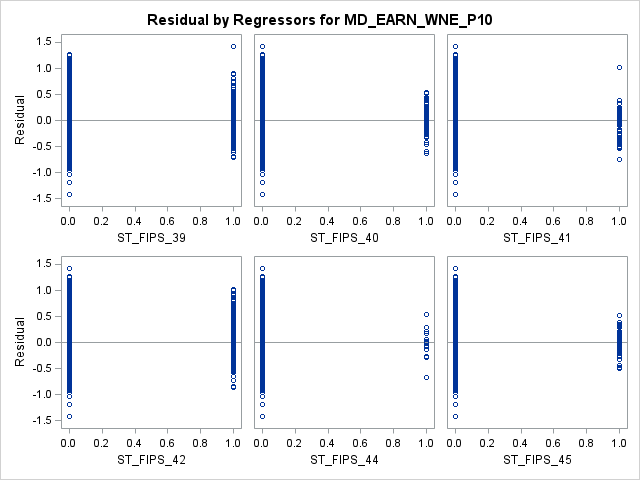 Residual by Regressors for MD_EARN_WNE_P10
Residual
1.5
1.0
0.5
0.0
-0.5
-1.0
-1.5
0.0 0.2 0.4 0.6 0.8 1.0
ST_FIPS_39
0.0 0.2 0.4 0.6 0.8 1.0
ST_FIPS_40
0.0 0.2 0.4 0.6 0.8 1.0
ST_FIPS_41
Residual
1.5
1.0
0.5
0.0
-0.5
-1.0
-1.5
0.0 0.2 0.4 0.6 0.8 1.0
ST_FIPS_42
0.0 0.2 0.4 0.6 0.8 1.0
ST_FIPS_44
0.0 0.2 0.4 0.6 0.8 1.0
ST_FIPS_45